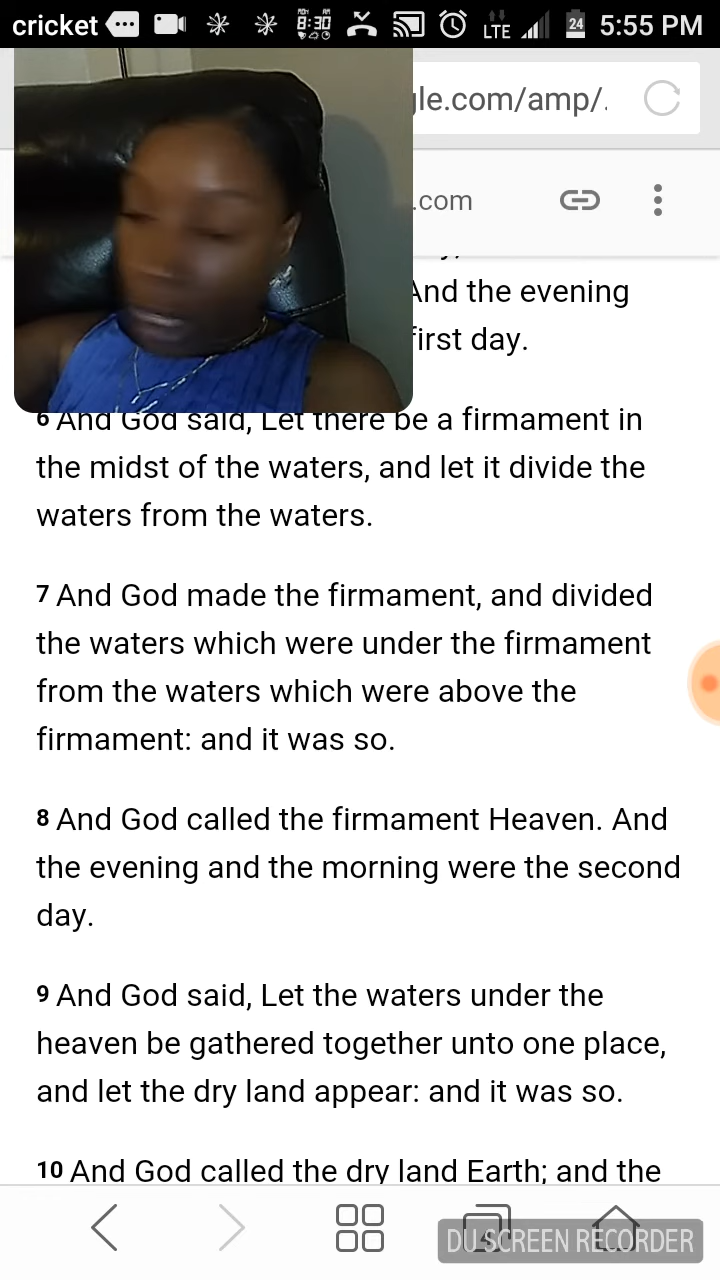 cricket
8:30
LTE
24
5:55 PM
gle.com/amp/.
.com
And the evening
first day.
6 And God said, Let there be a firmament in
the midst of the waters, and let it divide the
waters from the waters.
7 And God made the firmament, and divided
the waters which were under the firmament
from the waters which were above the
firmament: and it was so.
8 And God called the firmament Heaven. And
the evening and the morning were the second
day.
9 And God said, Let the waters under the
heaven be gathered together unto one place,
and let the dry land appear: and it was so.
10 And God called the dry land Earth; and the
DU SCREEN RECORDER